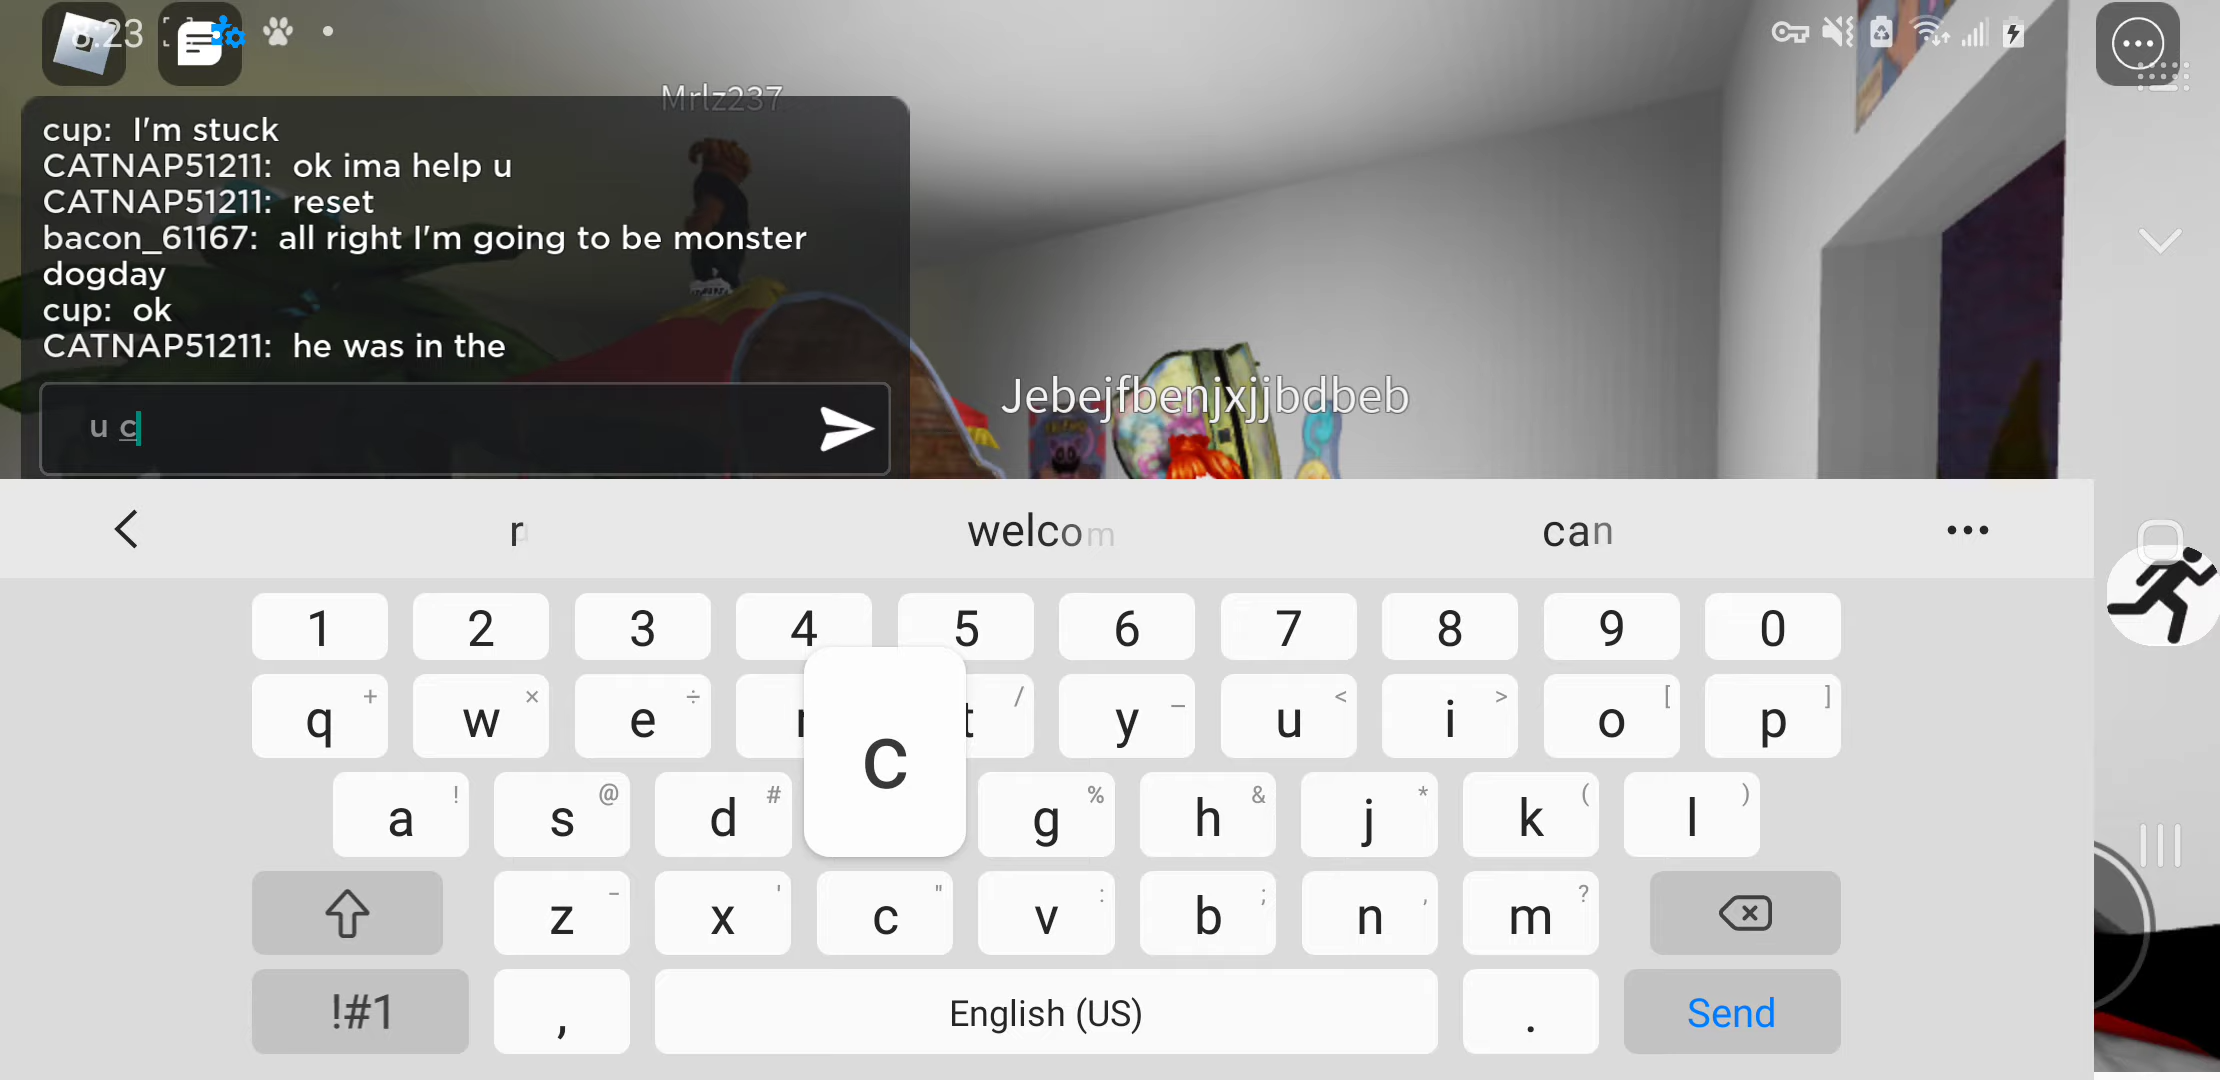 8:23
Mrlz237
cup: I'm stuck
CATNAP51211: ok ima help u
CATNAP51211: reset
bacon_61167: all right I'm going to be monster
dogday
cup: ok
CATNAP51211: he was in the
u c
Jebejfbenjxjjbdbeb
welcom can
1 2 3 4 5 6 7 8 9 0
q + w × e ÷ r t / y _ u < i > o [ p ]
a ! s @ d # c g % h & j * k ( l )
z - x ' c " v : b ; n , m ?
!#1 , English (US) . Send